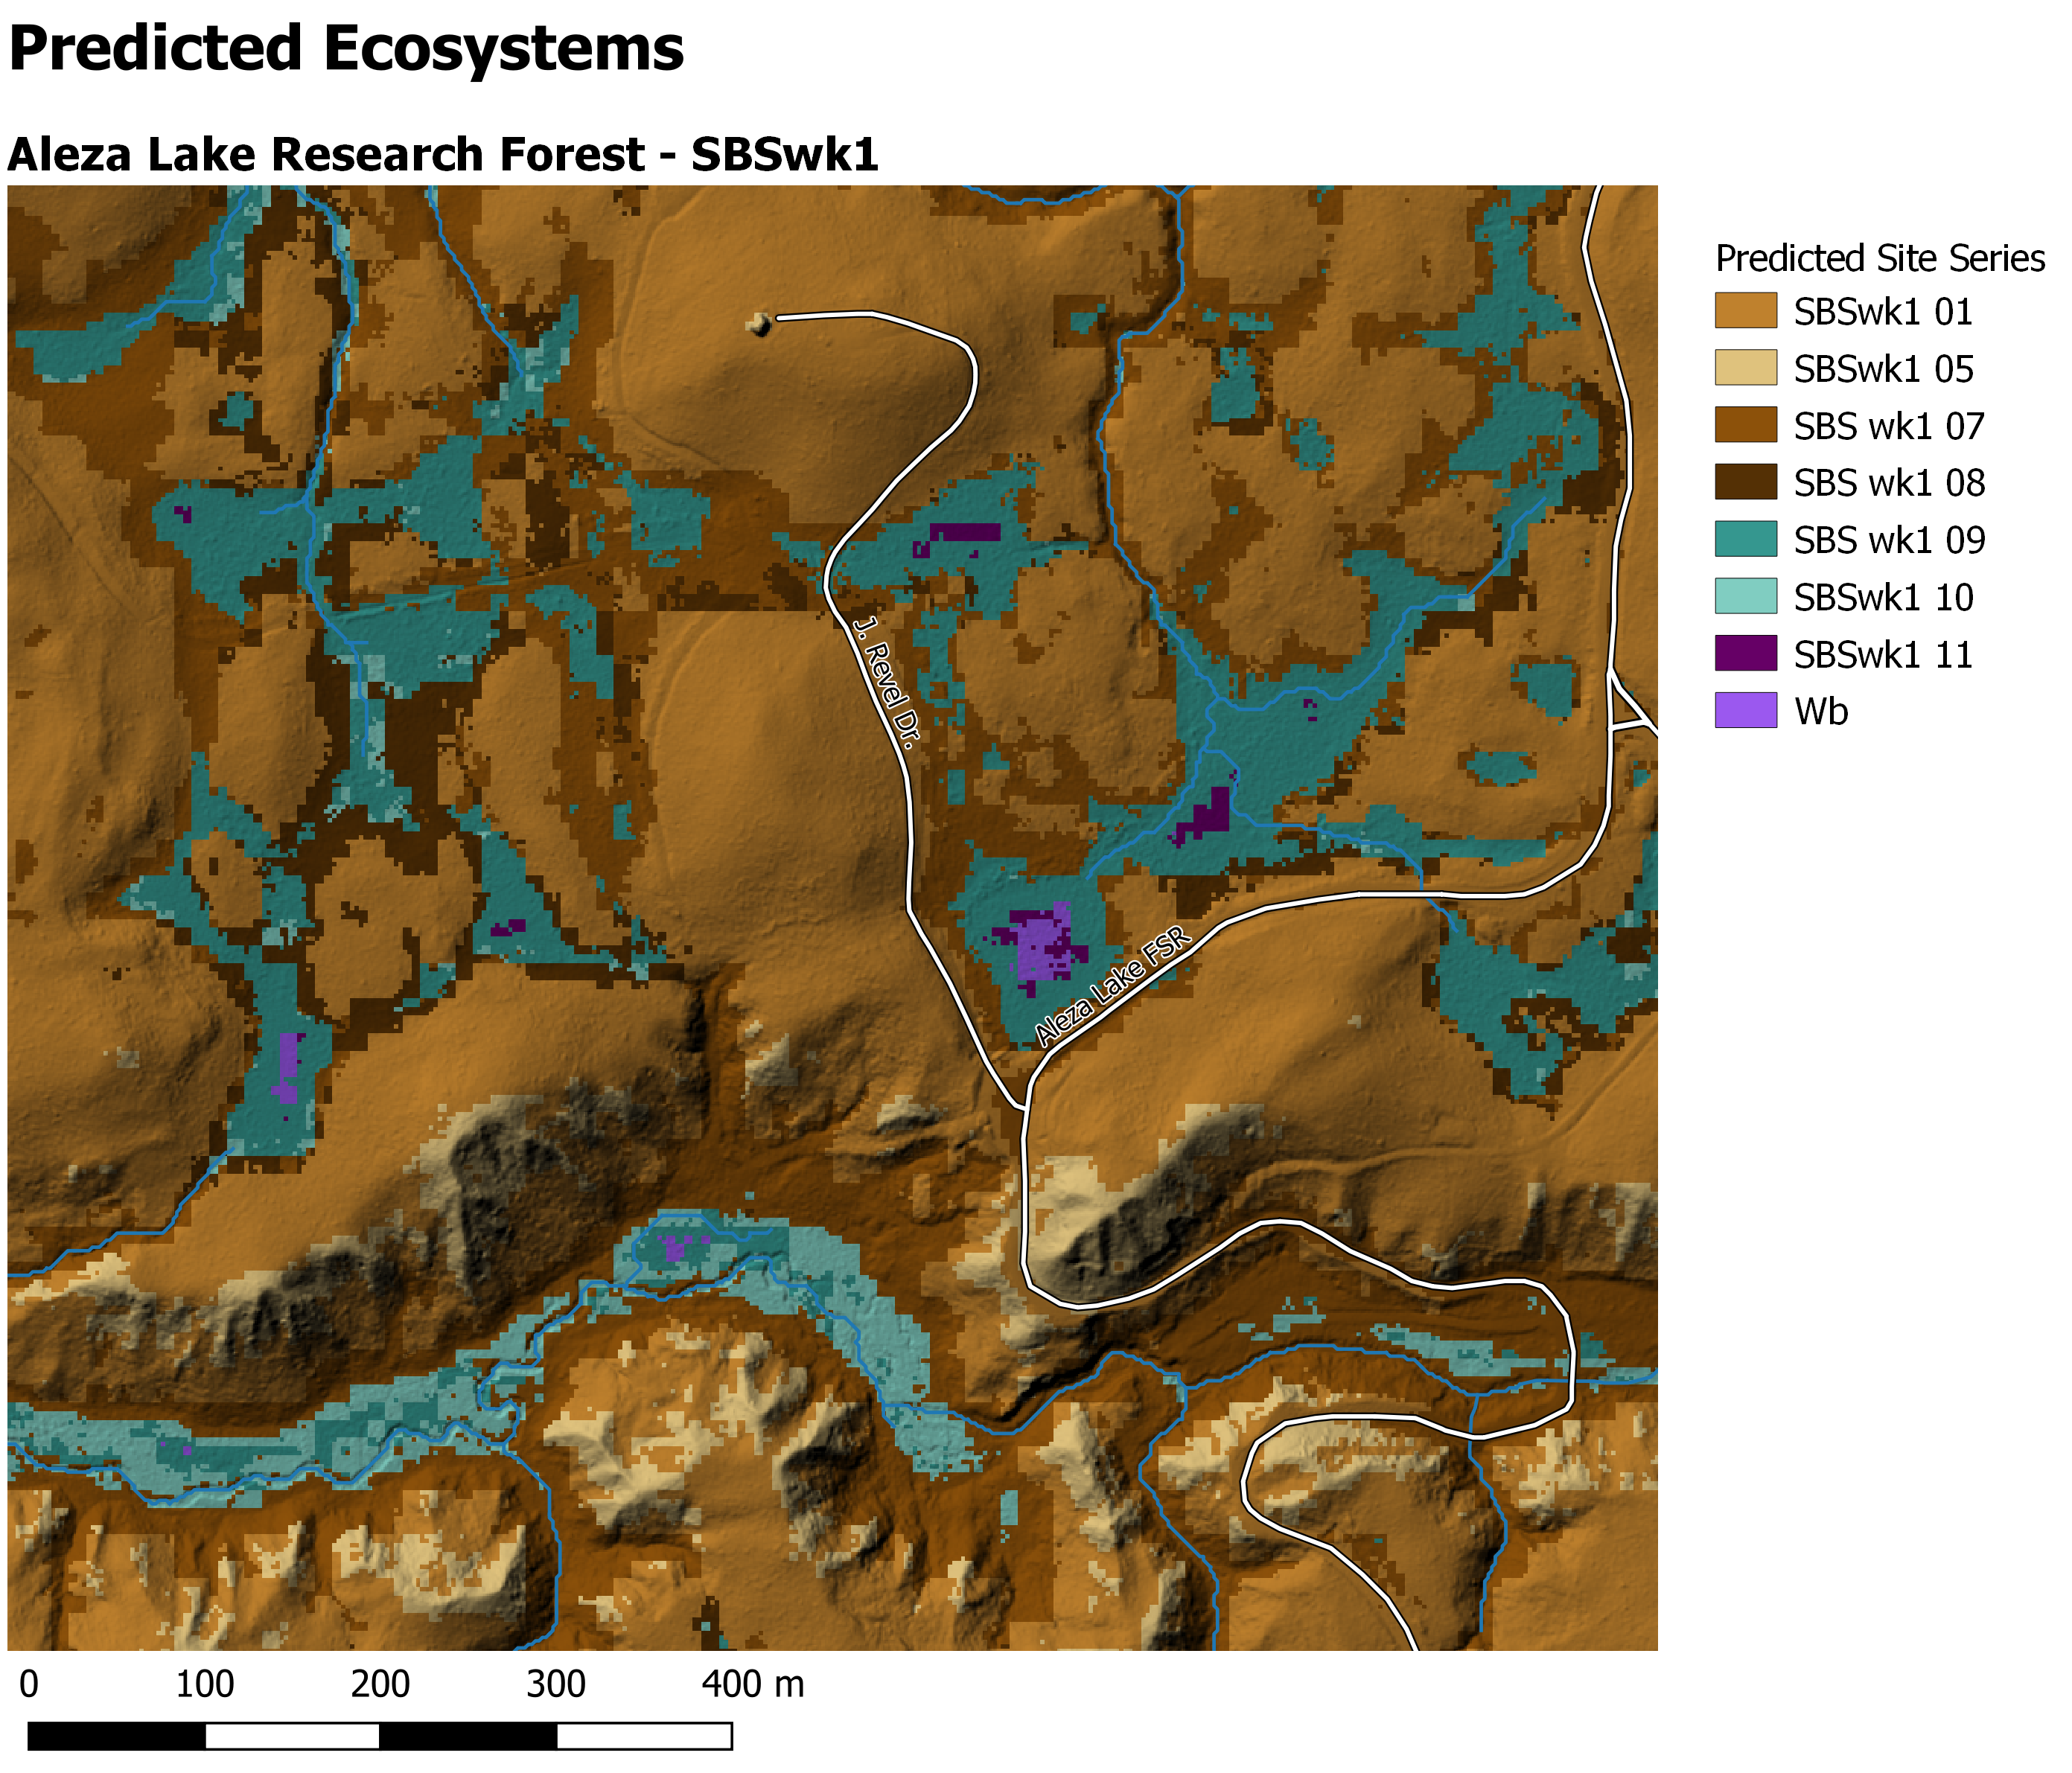 Predicted Ecosystems
Aleza Lake Research Forest - SBSwk1
Predicted Site Series
SBSwk1 01
SBSwk1 05
SBS wk1 07
SBS wk1 08
SBS wk1 09
SBSwk1 10
SBSwk1 11
Wb
J. Revel Dr.
Aleza Lake FSR
0 100 200 300 400 m